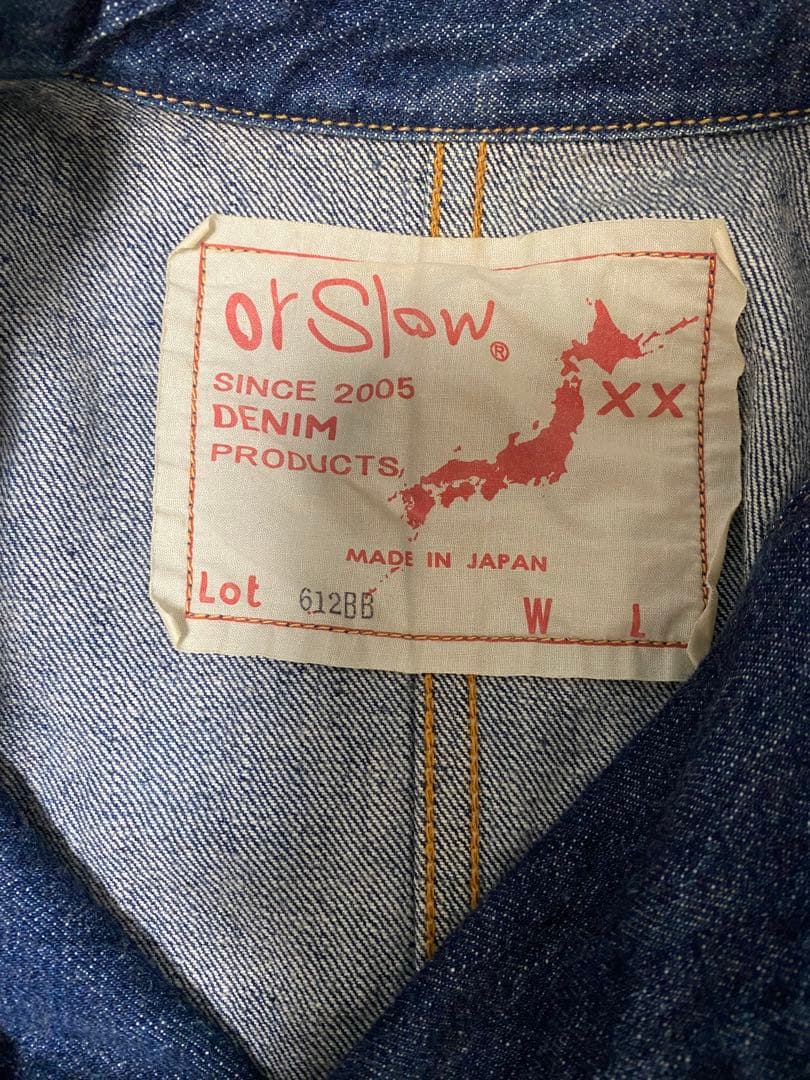 orSlow®
XX
SINCE 2005
DENIM
PRODUCTS
MADE IN JAPAN
Lot 612BB W L